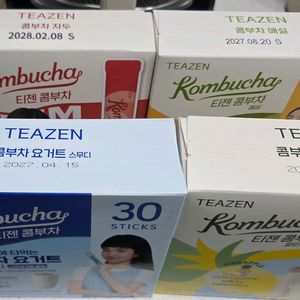 TEAZEN
콤부차 자두
2028.02.08 S
Kombucha
티젠 콤부차
TEAZEN
콤부차 매실
2027.08.20 S
TEAZEN
Kombucha
티젠 콤부차
매실
TEAZEN
콤부차 요거트 스무디
2027.04.15
bucha
티젠 콤부차
30
STICKS
요거트
TEAZEN
Kombucha
티젠 콤부차